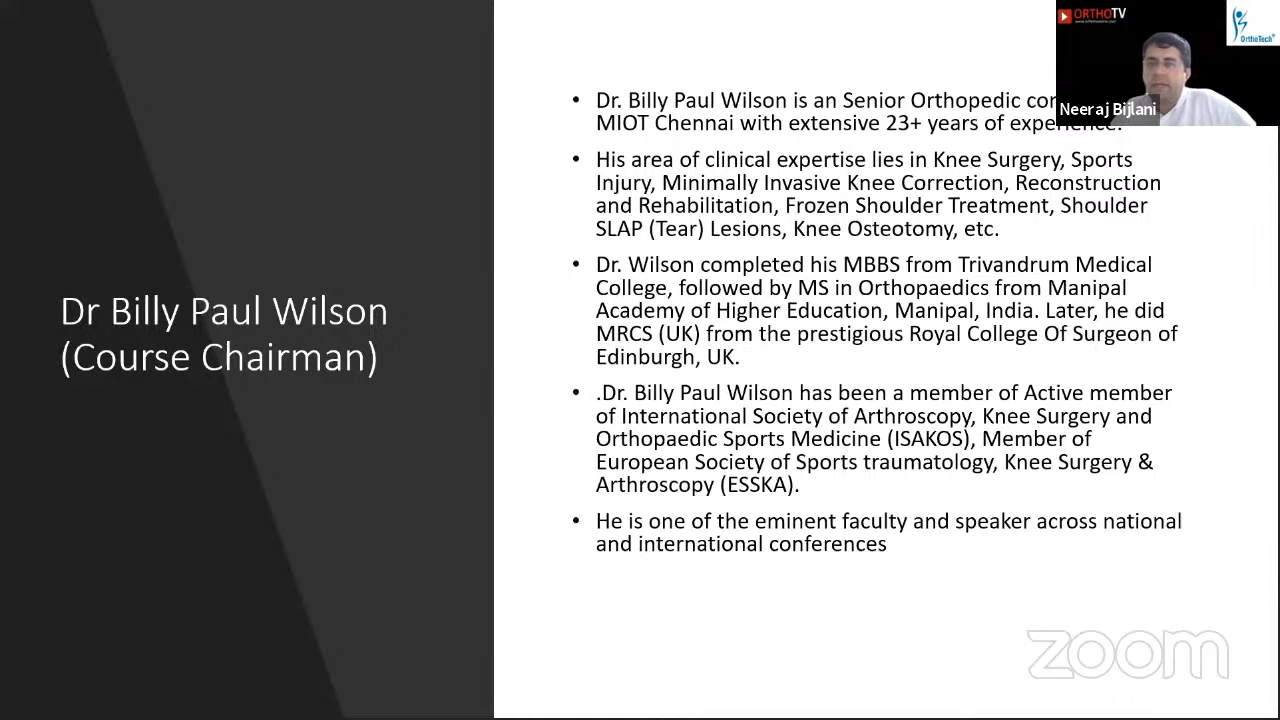 Dr Billy Paul Wilson
(Course Chairman)
• Dr. Billy Paul Wilson is an Senior Orthopedic
MIOT Chennai with extensive 23+ years of experience.
• His area of clinical expertise lies in Knee Surgery, Sports
Injury, Minimally Invasive Knee Correction, Reconstruction
and Rehabilitation, Frozen Shoulder Treatment, Shoulder
SLAP (Tear) Lesions, Knee Osteotomy, etc.
• Dr. Wilson completed his MBBS from Trivandrum Medical
College, followed by MS in Orthopaedics from Manipal
Academy of Higher Education, Manipal, India. Later, he did
MRCS (UK) from the prestigious Royal College Of Surgeon of
Edinburgh, UK.
• .Dr. Billy Paul Wilson has been a member of Active member
of International Society of Arthroscopy, Knee Surgery and
Orthopaedic Sports Medicine (ISAKOS), Member of
European Society of Sports traumatology, Knee Surgery &
Arthroscopy (ESSKA).
• He is one of the eminent faculty and speaker across national
and international conferences
ORTHOTV
OrthoTech®
Neeraj Bijlani
zoom